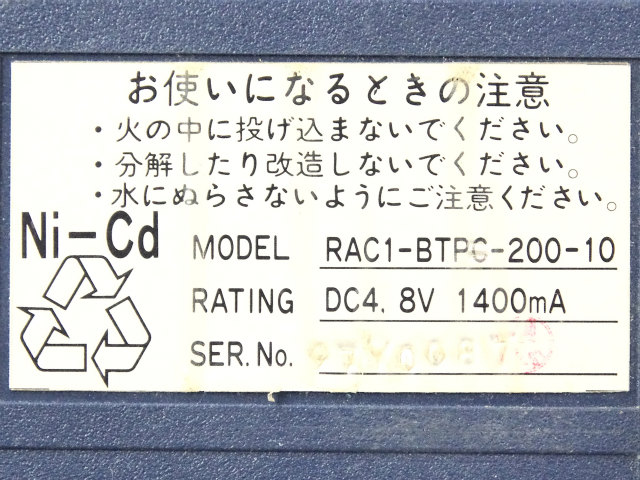 お使いになるときの注意
・火の中に投げ込まないでください。
・分解したり改造しないでください。
・水にぬらさないようにご注意ください。
Ni-Cd
MODEL RAC1-BTPC-200-10
RATING DC4.8V 1400mA
SER.No.